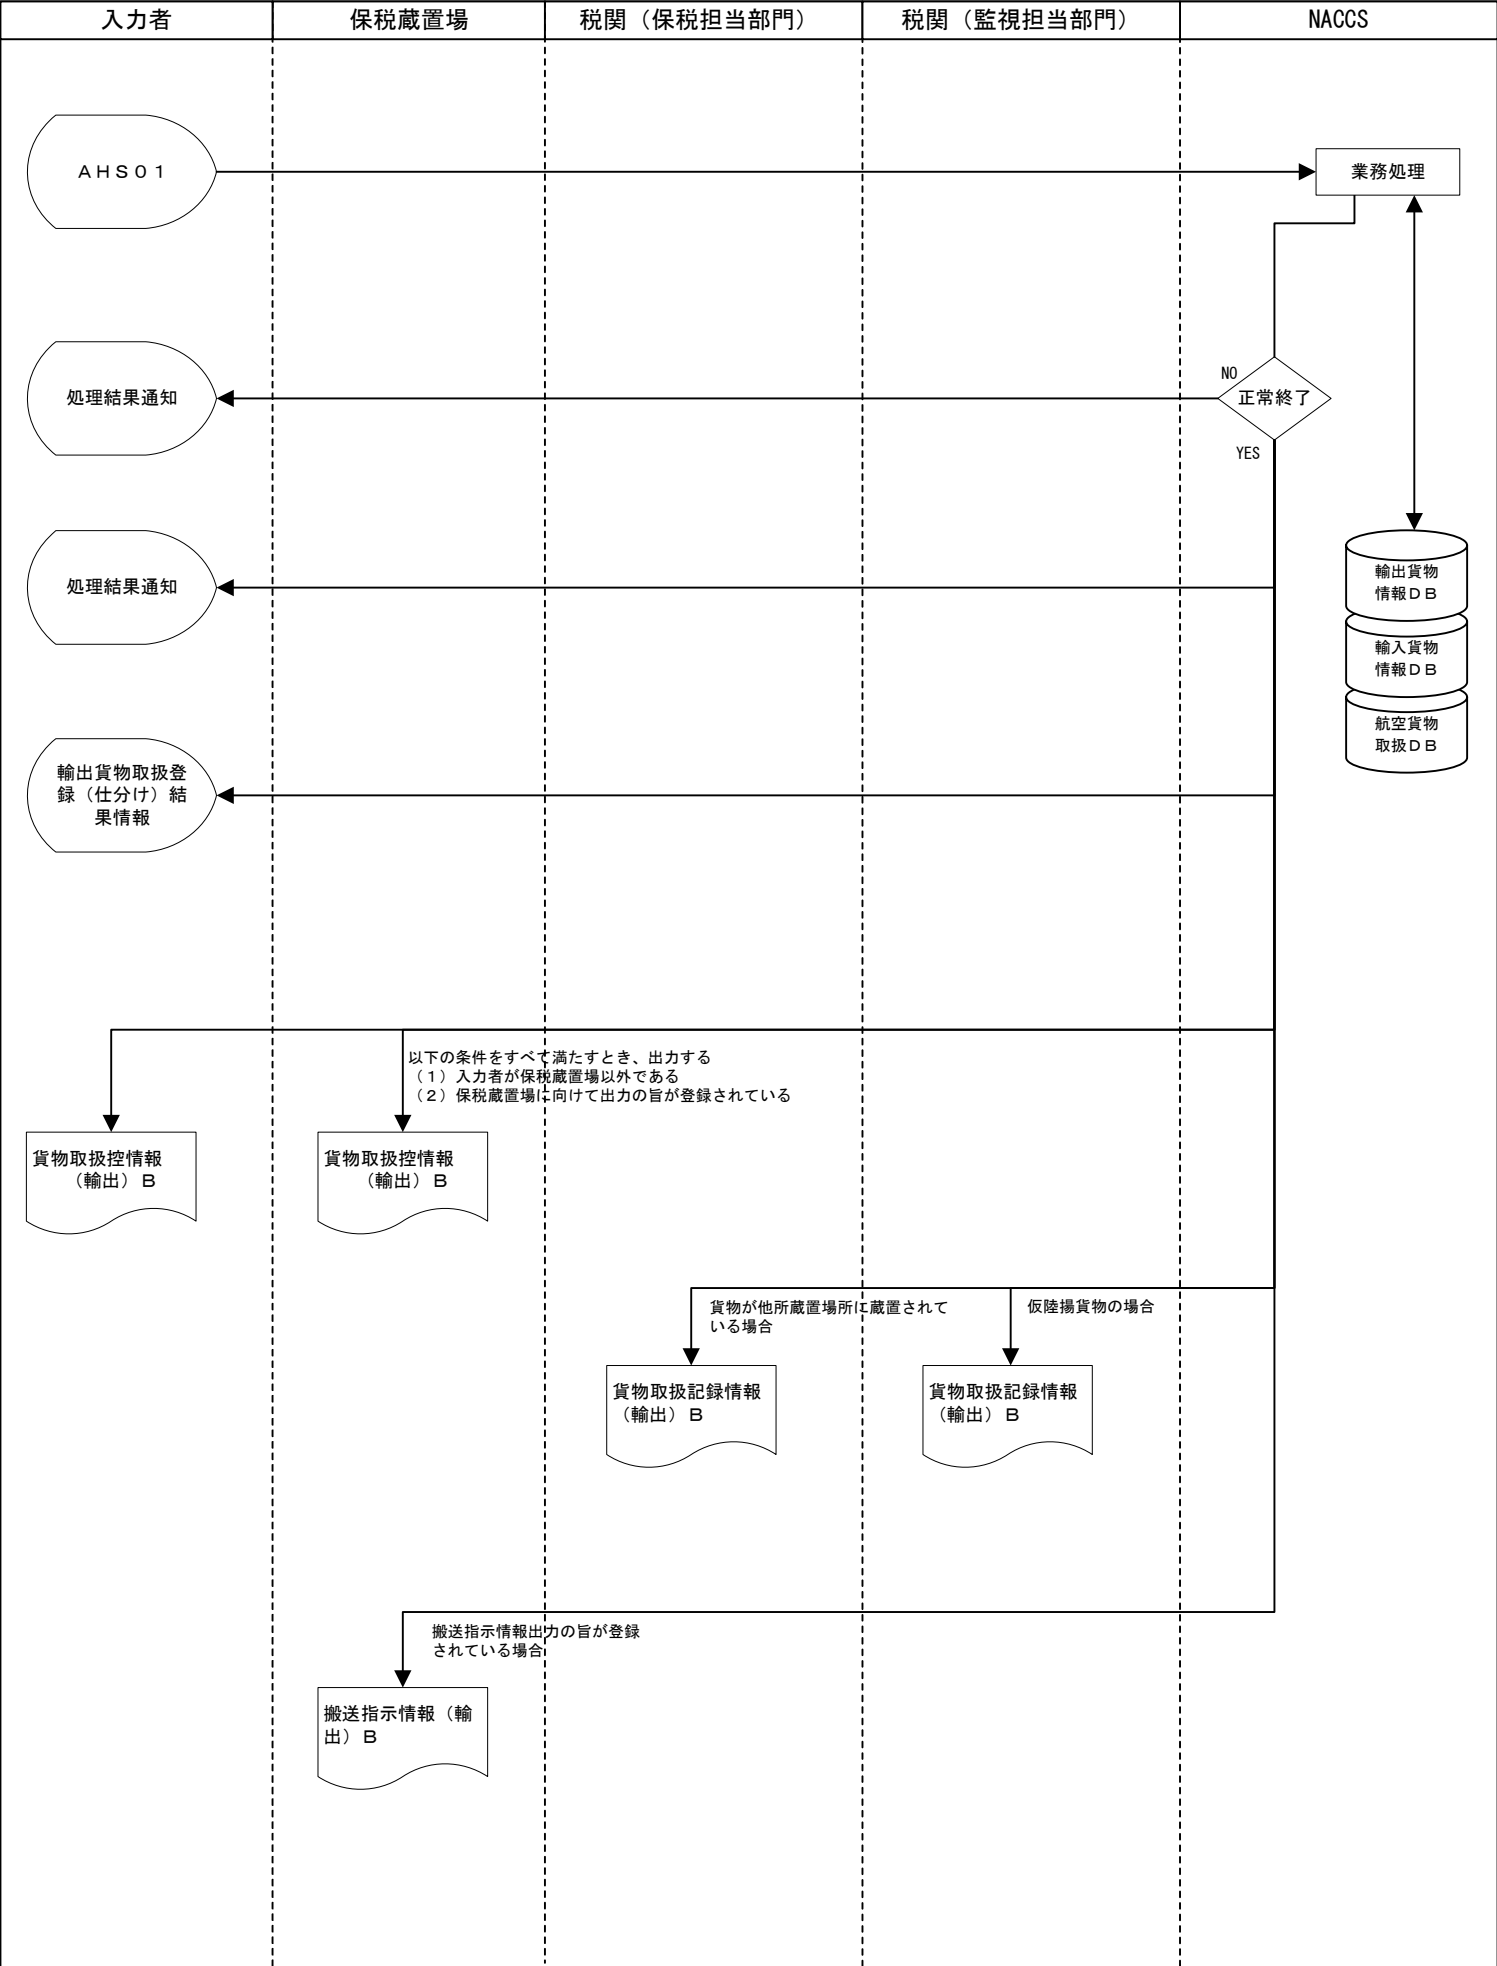 入力者
保税蔵置場
税関（保税担当部門）
税関（監視担当部門）
NACCS
ＡＨＳ０１
業務処理
処理結果通知
NO
正常終了
YES
処理結果通知
輸出貨物
情報ＤＢ
輸入貨物
情報ＤＢ
航空貨物
取扱ＤＢ
輸出貨物取扱登
録（仕分け）結
果情報
以下の条件をすべて満たすとき、出力する
（１）入力者が保税蔵置場以外である
（２）保税蔵置場に向けて出力の旨が登録されている
貨物取扱控情報
（輸出）Ｂ
貨物取扱控情報
（輸出）Ｂ
貨物が他所蔵置場所に蔵置されて
いる場合
仮陸揚貨物の場合
貨物取扱記録情報
（輸出）Ｂ
貨物取扱記録情報
（輸出）Ｂ
搬送指示情報出力の旨が登録
されている場合
搬送指示情報（輸
出）Ｂ